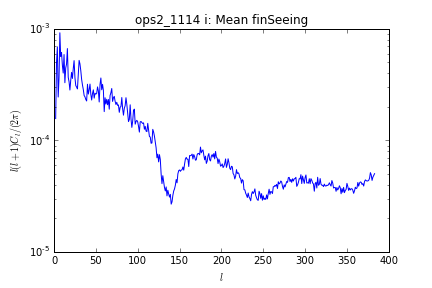 ops2_1114 i: Mean finSeeing
10^{-3}
10^{-4}
10^{-5}
l(l+1)C_l/(2π)
0 50 100 150 200 250 300 350 400
l